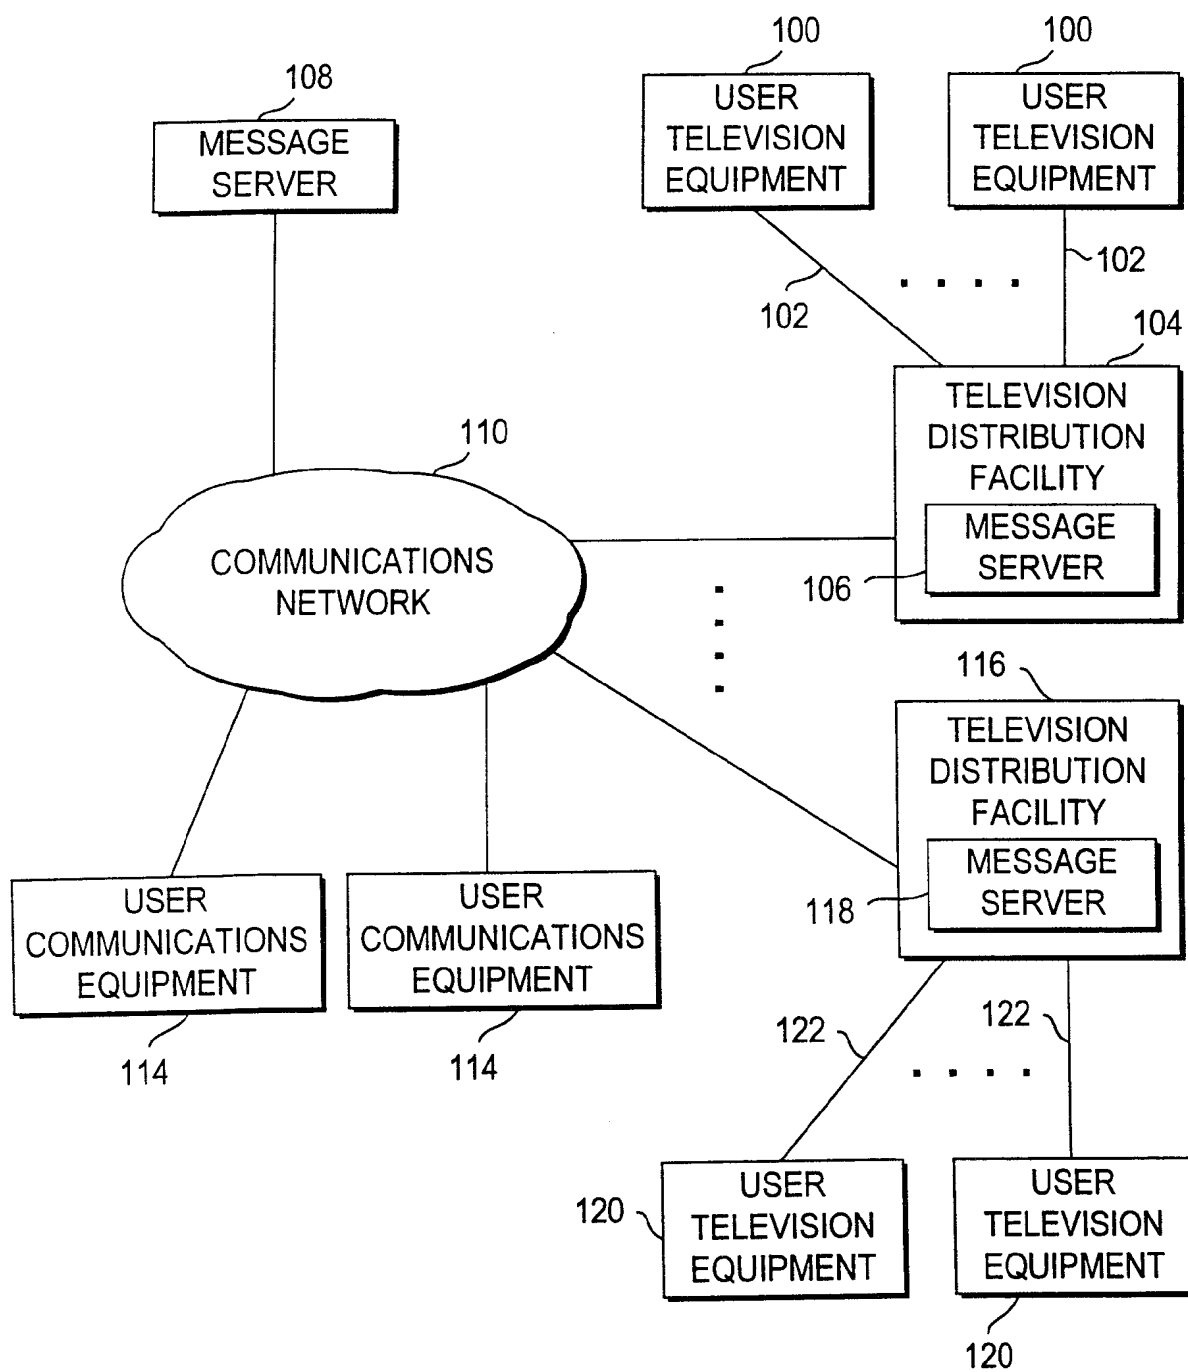 100
100
108
USER
TELEVISION
EQUIPMENT
USER
TELEVISION
EQUIPMENT
MESSAGE
SERVER
102
102
104
TELEVISION
DISTRIBUTION
FACILITY
MESSAGE
SERVER
106
110
COMMUNICATIONS
NETWORK
116
TELEVISION
DISTRIBUTION
FACILITY
MESSAGE
SERVER
118
USER
COMMUNICATIONS
EQUIPMENT
114
USER
COMMUNICATIONS
EQUIPMENT
114
122
122
USER
TELEVISION
EQUIPMENT
120
USER
TELEVISION
EQUIPMENT
120